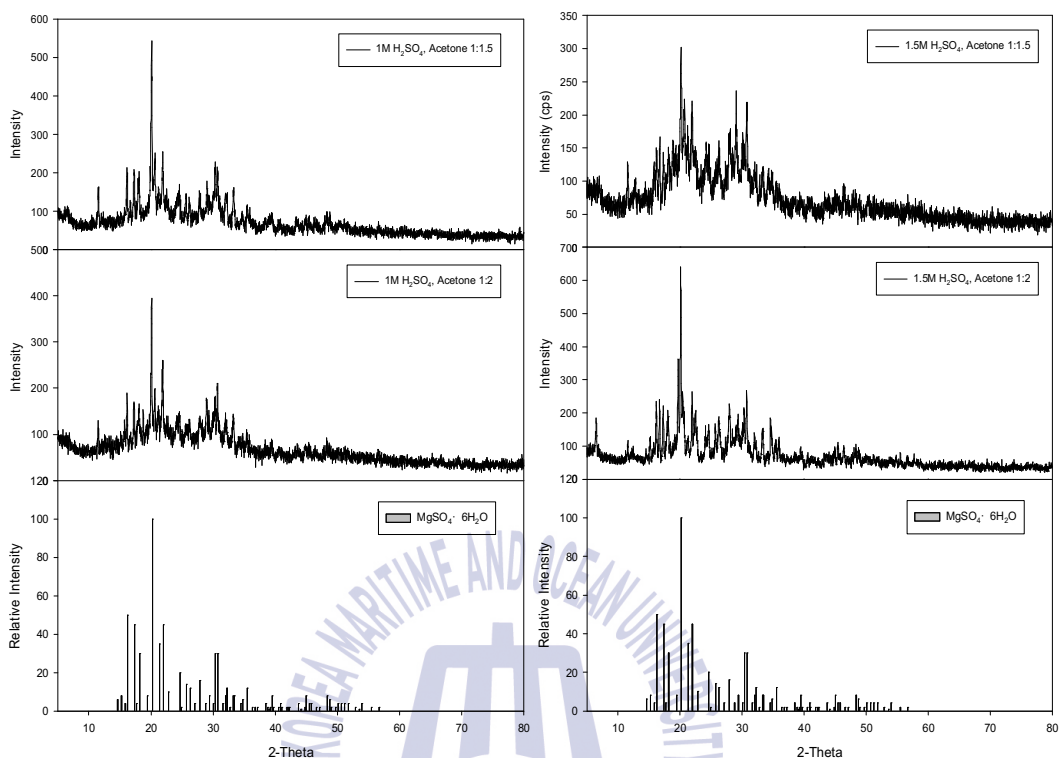 600
500
400
300
200
100
500
400
300
200
100
120
100
80
60
40
20
0
Intensity
Intensity
Relative Intensity
1M H₂SO₄, Acetone 1:1.5
1M H₂SO₄, Acetone 1:2
MgSO₄· 6H₂O
10 20 30 40 50 60 70 80
2-Theta
350
300
250
200
150
100
50
700
600
500
400
300
200
100
120
100
80
60
40
20
0
Intensity (cps)
Intensity
Relative Intensity
1.5M H₂SO₄, Acetone 1:1.5
1.5M H₂SO₄, Acetone 1:2
MgSO₄· 6H₂O
10 20 30 40 50 60 70 80
2-Theta
KOREA MARITIME AND OCEAN UNIVERSITY